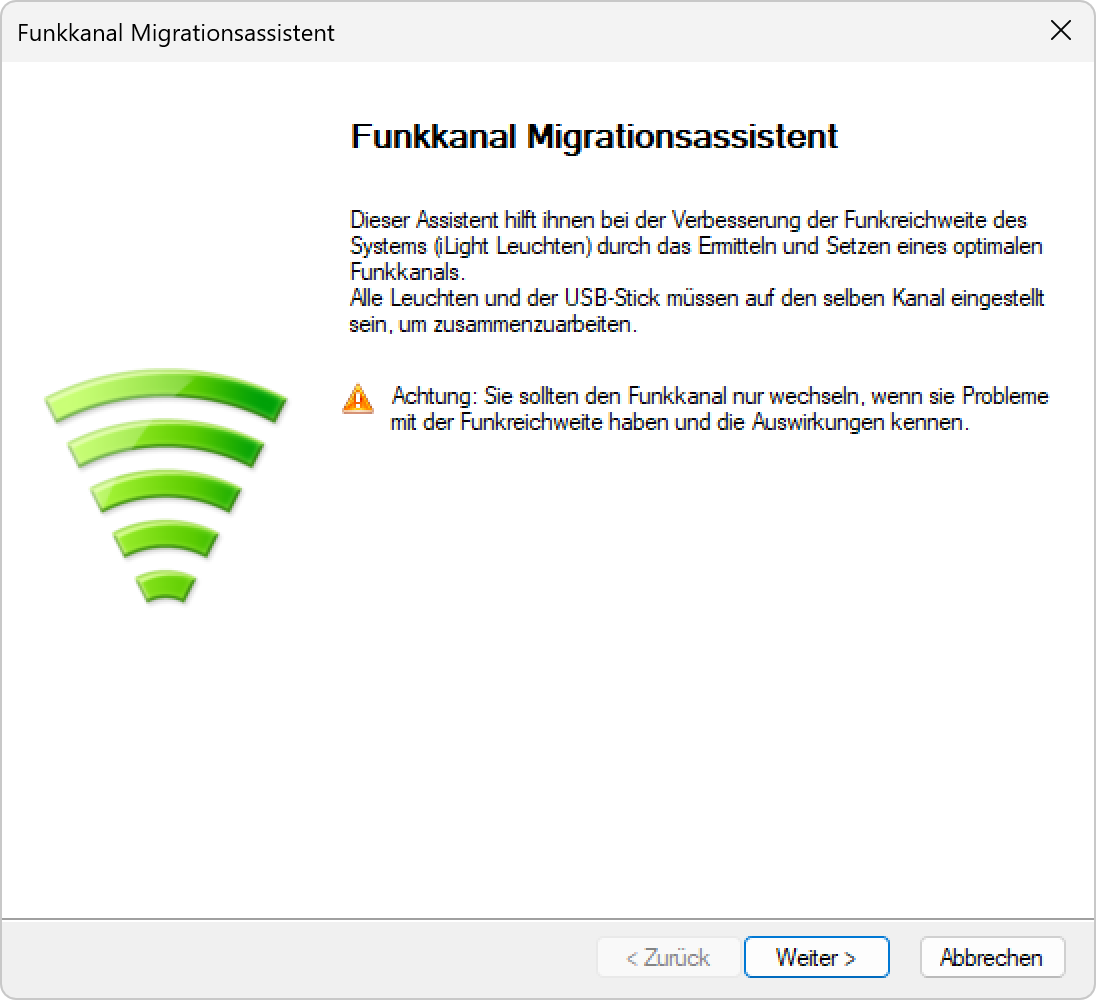 Funkkanal Migrationsassistent
Funkkanal Migrationsassistent
Dieser Assistent hilft ihnen bei der Verbesserung der Funkreichweite des
Systems (iLight Leuchten) durch das Ermitteln und Setzen eines optimalen
Funkkanals.
Alle Leuchten und der USB-Stick müssen auf den selben Kanal eingestellt
sein, um zusammenzuarbeiten.
Achtung: Sie sollten den Funkkanal nur wechseln, wenn sie Probleme
mit der Funkreichweite haben und die Auswirkungen kennen.
< Zurück
Weiter >
Abbrechen